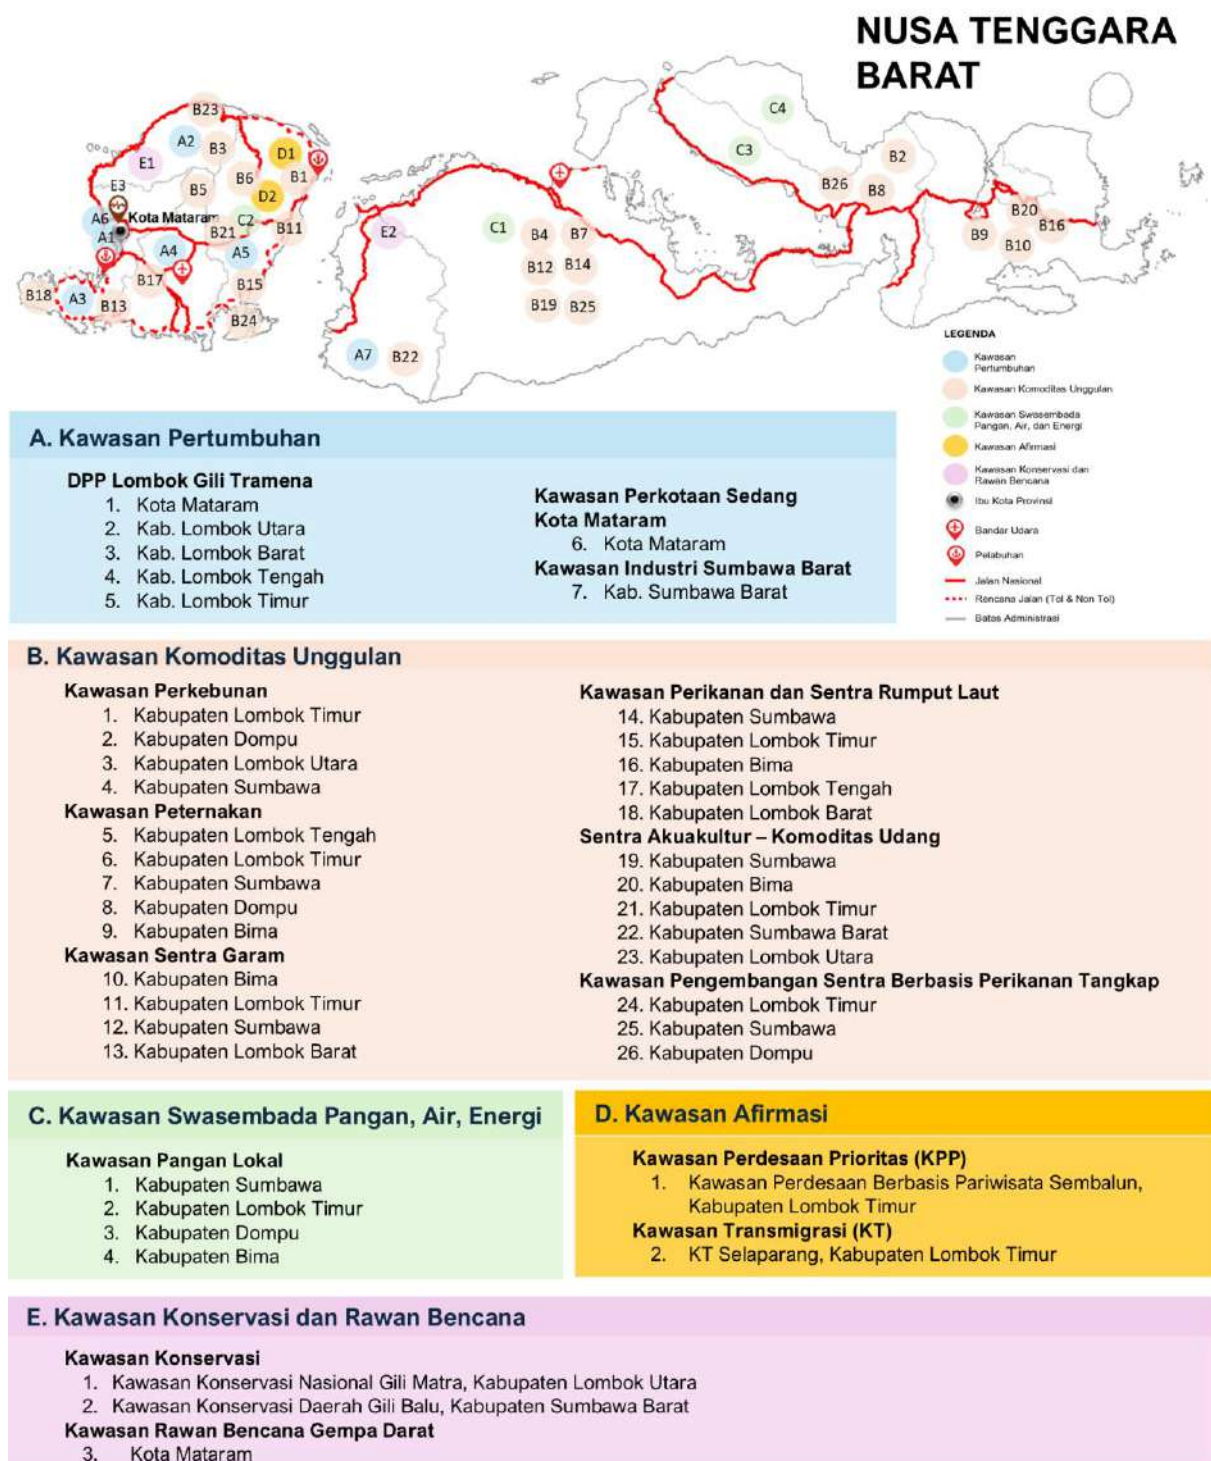 NUSA TENGGARA
BARAT
B23
A2
B3
E1
D1
B1
B6
B5
D2
E3
A6
Kota Mataram
C2
A1
B21
B11
A4
A5
B17
B15
B18
A3
B13
B24
E2
C1
B4
B7
B12
B14
B19
B25
A7
B22
C4
C3
B2
B26
B8
B20
B16
B9
B10
LEGENDA
Kawasan
Pertumbuhan
Kawasan Komoditas Unggulan
Kawasan Swasembada
Pangan, Air, dan Energi
Kawasan Afirmasi
Kawasan Konservasi dan
Rawan Bencana
Ibu Kota Provinsi
Bandar Udara
Pelabuhan
Jalan Nasional
Rencana Jalan (Tol & Non Tol)
Batas Administrasi
A. Kawasan Pertumbuhan
DPP Lombok Gili Tramena
1. Kota Mataram
2. Kab. Lombok Utara
3. Kab. Lombok Barat
4. Kab. Lombok Tengah
5. Kab. Lombok Timur
Kawasan Perkotaan Sedang
Kota Mataram
6. Kota Mataram
Kawasan Industri Sumbawa Barat
7. Kab. Sumbawa Barat
B. Kawasan Komoditas Unggulan
Kawasan Perkebunan
1. Kabupaten Lombok Timur
2. Kabupaten Dompu
3. Kabupaten Lombok Utara
4. Kabupaten Sumbawa
Kawasan Peternakan
5. Kabupaten Lombok Tengah
6. Kabupaten Lombok Timur
7. Kabupaten Sumbawa
8. Kabupaten Dompu
9. Kabupaten Bima
Kawasan Sentra Garam
10. Kabupaten Bima
11. Kabupaten Lombok Timur
12. Kabupaten Sumbawa
13. Kabupaten Lombok Barat
Kawasan Perikanan dan Sentra Rumput Laut
14. Kabupaten Sumbawa
15. Kabupaten Lombok Timur
16. Kabupaten Bima
17. Kabupaten Lombok Tengah
18. Kabupaten Lombok Barat
Sentra Akuakultur – Komoditas Udang
19. Kabupaten Sumbawa
20. Kabupaten Bima
21. Kabupaten Lombok Timur
22. Kabupaten Sumbawa Barat
23. Kabupaten Lombok Utara
Kawasan Pengembangan Sentra Berbasis Perikanan Tangkap
24. Kabupaten Lombok Timur
25. Kabupaten Sumbawa
26. Kabupaten Dompu
C. Kawasan Swasembada Pangan, Air, Energi
Kawasan Pangan Lokal
1. Kabupaten Sumbawa
2. Kabupaten Lombok Timur
3. Kabupaten Dompu
4. Kabupaten Bima
D. Kawasan Afirmasi
Kawasan Perdesaan Prioritas (KPP)
1. Kawasan Perdesaan Berbasis Pariwisata Sembalun,
Kabupaten Lombok Timur
Kawasan Transmigrasi (KT)
2. KT Selaparang, Kabupaten Lombok Timur
E. Kawasan Konservasi dan Rawan Bencana
Kawasan Konservasi
1. Kawasan Konservasi Nasional Gili Matra, Kabupaten Lombok Utara
2. Kawasan Konservasi Daerah Gili Balu, Kabupaten Sumbawa Barat
Kawasan Rawan Bencana Gempa Darat
3. Kota Mataram